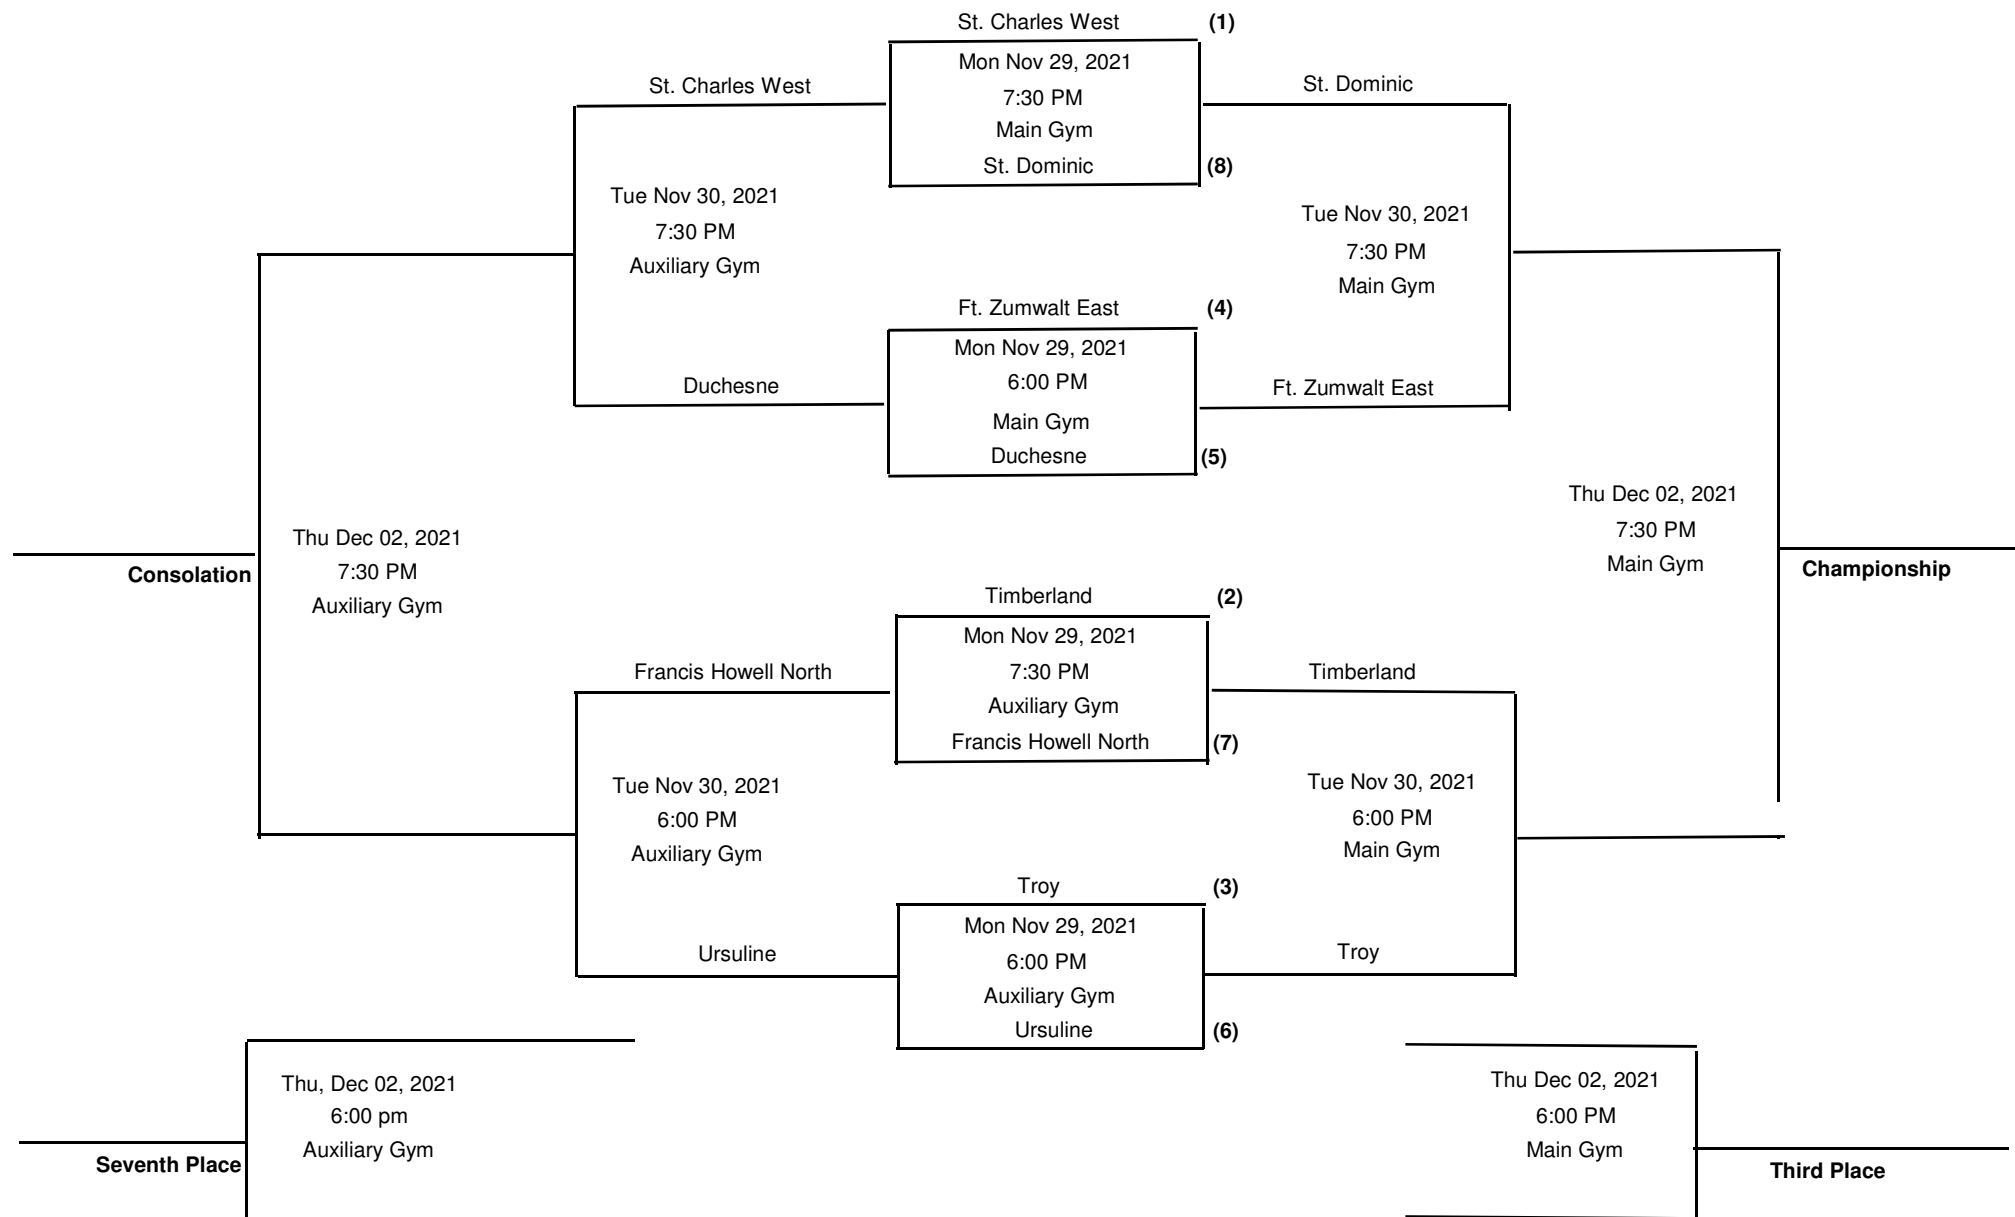 St. Charles West (1)
Mon Nov 29, 2021
St. Charles West
7:30 PM
St. Dominic
Main Gym
St. Dominic (8)
Tue Nov 30, 2021
7:30 PM
Auxiliary Gym
Tue Nov 30, 2021
7:30 PM
Main Gym
Ft. Zumwalt East (4)
Mon Nov 29, 2021
6:00 PM
Duchesne
Ft. Zumwalt East
Main Gym
Duchesne (5)
Thu Dec 02, 2021
7:30 PM
Main Gym
Championship
Thu Dec 02, 2021
7:30 PM
Auxiliary Gym
Consolation
Timberland (2)
Mon Nov 29, 2021
Francis Howell North
7:30 PM
Timberland
Auxiliary Gym
Francis Howell North (7)
Tue Nov 30, 2021
6:00 PM
Auxiliary Gym
Tue Nov 30, 2021
6:00 PM
Main Gym
Troy (3)
Mon Nov 29, 2021
Ursuline
6:00 PM
Troy
Auxiliary Gym
Ursuline (6)
Thu, Dec 02, 2021
6:00 pm
Auxiliary Gym
Seventh Place
Thu Dec 02, 2021
6:00 PM
Main Gym
Third Place